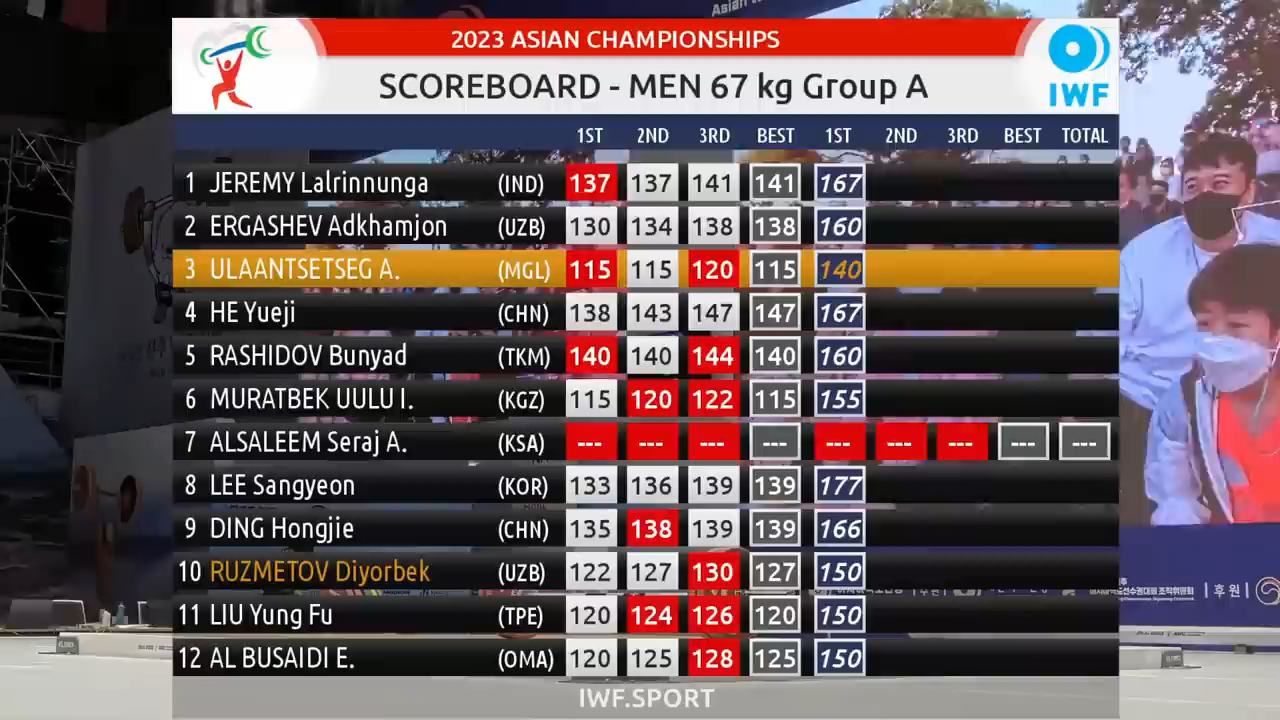 Asian
2023 ASIAN CHAMPIONSHIPS
SCOREBOARD - MEN 67 kg Group A
IWF
1ST 2ND 3RD BEST 1ST 2ND 3RD BEST TOTAL
1 JEREMY Lalrinnunga (IND) 137 137 141 141 167
2 ERGASHEV Adkhamjon (UZB) 130 134 138 138 160
3 ULAANTSETSEG A. (MGL) 115 115 120 115 140
4 HE Yueji (CHN) 138 143 147 147 167
5 RASHIDOV Bunyad (TKM) 140 140 144 140 160
6 MURATBEK UULU I. (KGZ) 115 120 122 115 155
7 ALSALEEM Seraj A. (KSA) --- --- --- --- --- --- --- --- ---
8 LEE Sangyeon (KOR) 133 136 139 139 177
9 DING Hongjie (CHN) 135 138 139 139 166
10 RUZMETOV Diyorbek (UZB) 122 127 130 127 150
| 후원 |
11 LIU Yung Fu (TPE) 120 124 126 120 150
12 AL BUSAIDI E. (OMA) 120 125 128 125 150
IWF.SPORT